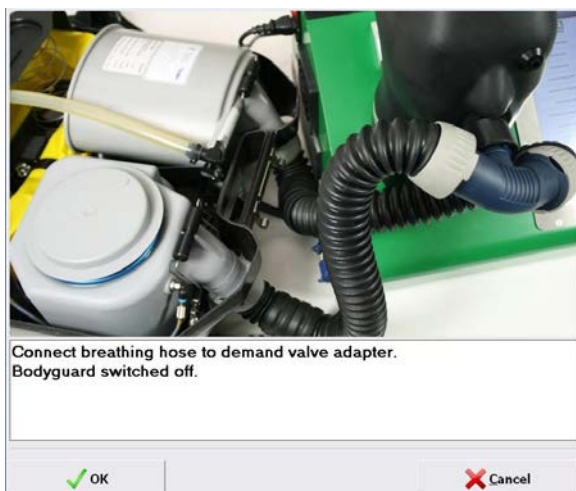 Connect breathing hose to demand valve adapter.
Bodyguard switched off.
OK
Cancel